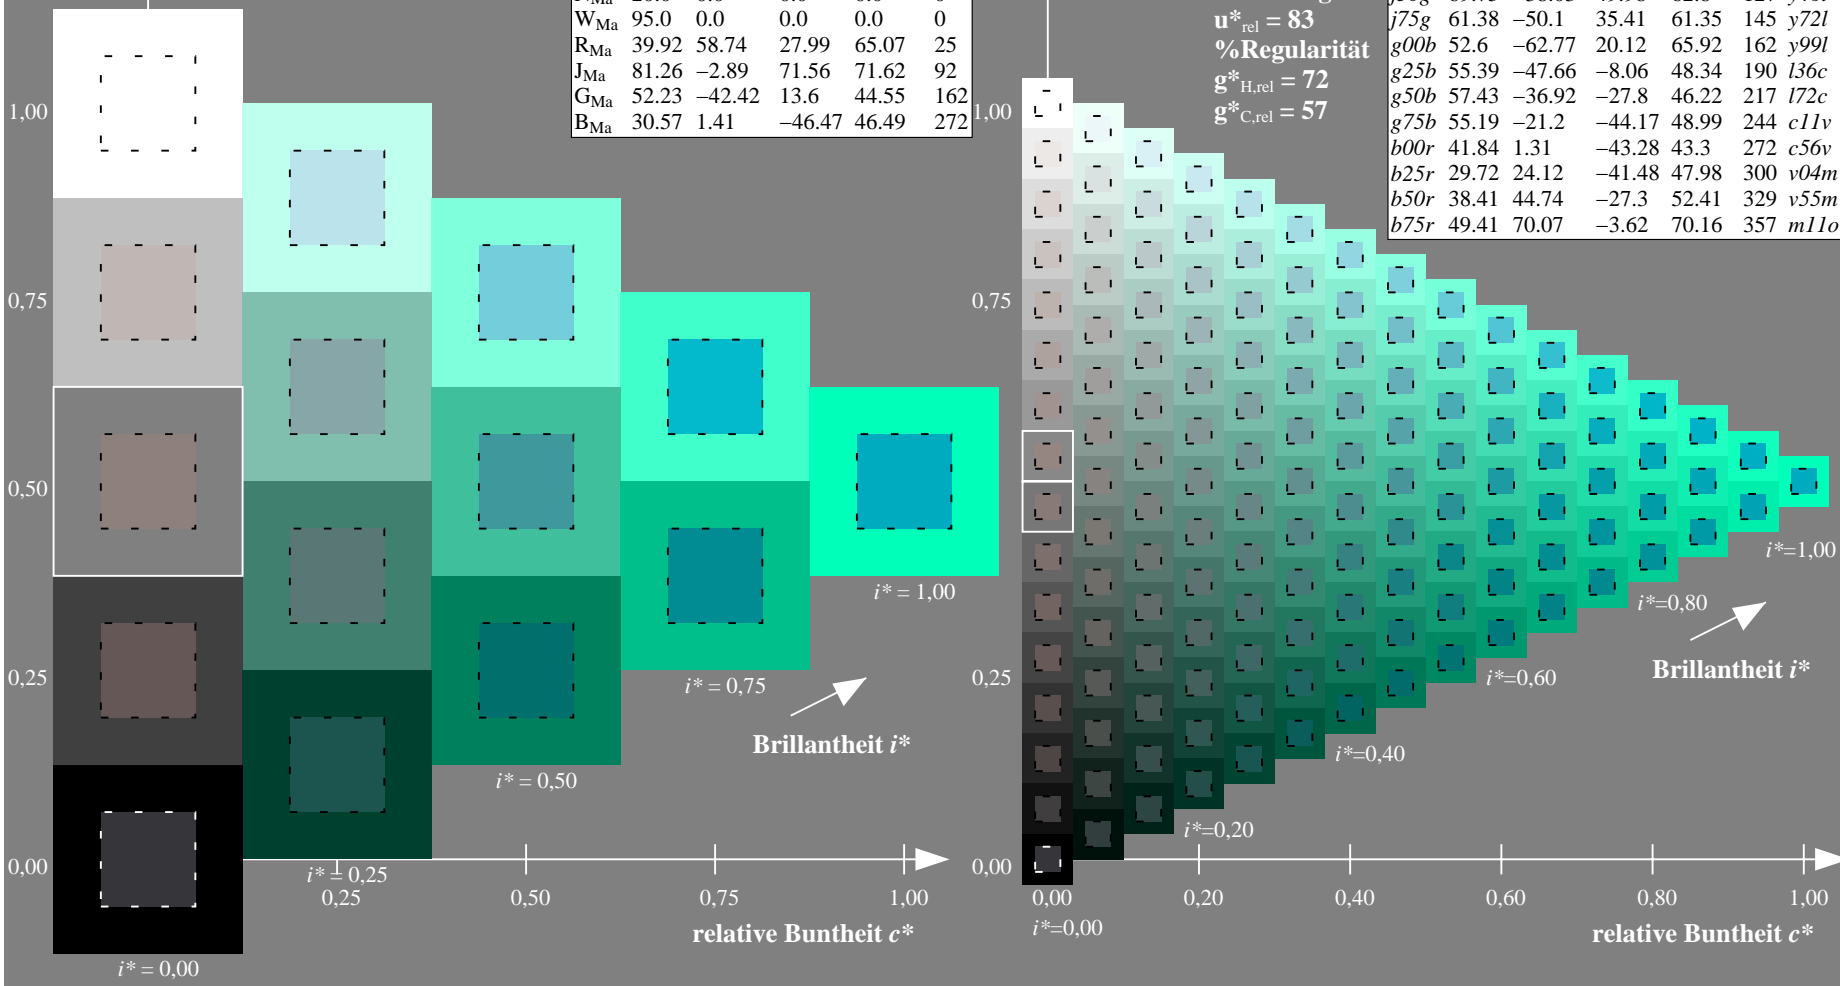 W_Ma 95.0 0.0 0.0 0.0 0
R_Ma 39.92 58.74 27.99 65.07 25
J_Ma 81.26 −2.89 71.56 71.62 92
G_Ma 52.23 −42.42 13.6 44.55 162
B_Ma 30.57 1.41 −46.47 46.49 272
1,00
0,75
0,50
0,25
0,00
i* = 1,00
i* = 0,75
Brillantheit i*
i* = 0,50
i* = 0,25
0,25 0,50 0,75 1,00
relative Buntheit c*
i* = 0,00
u*rel = 83
%Regularität
g*H,rel = 72
g*C,rel = 57
j75g 61.38 −50.1 35.41 61.35 145 y72l
g00b 52.6 −62.77 20.12 65.92 162 y99l
g25b 55.39 −47.66 −8.06 48.34 190 l36c
g50b 57.43 −36.92 −27.8 46.22 217 l72c
g75b 55.19 −21.2 −44.17 48.99 244 c11v
b00r 41.84 1.31 −43.28 43.3 272 c56v
b25r 29.72 24.12 −41.48 47.98 300 v04m
b50r 38.41 44.74 −27.3 52.41 329 v55m
b75r 49.41 70.07 −3.62 70.16 357 m11o
1,00
0,75
0,25
0,00
i*=1,00
i*=0,80
Brillantheit i*
i*=0,60
i*=0,40
i*=0,20
0,00 0,20 0,40 0,60 0,80 1,00
i*=0,00
relative Buntheit c*